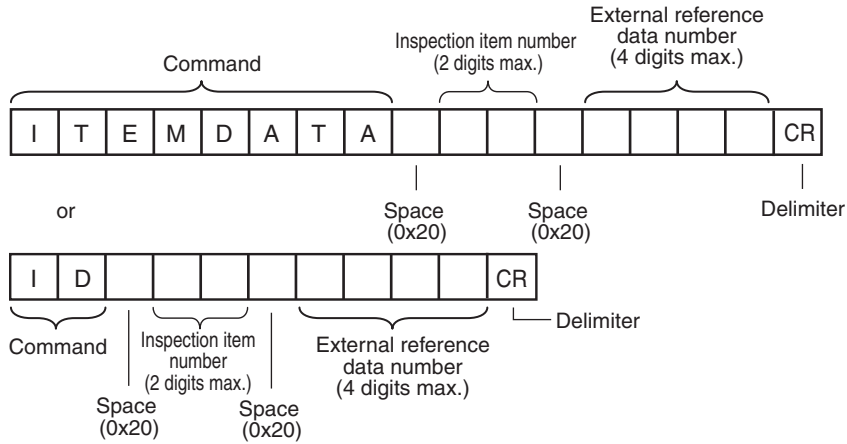 Command
Inspection item number
(2 digits max.)
External reference
data number
(4 digits max.)
I T E M D A T A CR
Space
(0x20)
Space
(0x20)
Delimiter
or
I D CR
Command
Space
(0x20)
Inspection item
number
(2 digits max.)
Space
(0x20)
External reference
data number
(4 digits max.)
Delimiter